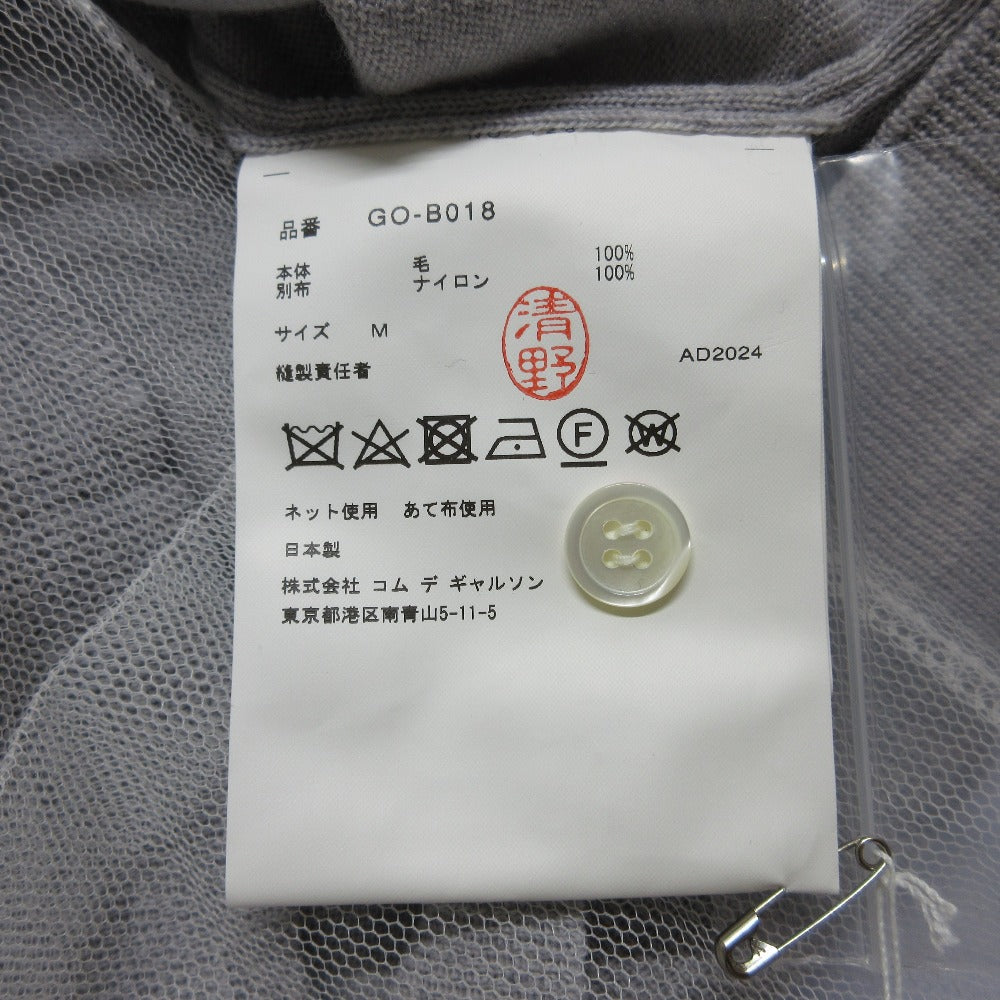 品番 GO-B018
本体 毛 100%
別布 ナイロン 100%
サイズ M
清野
縫製責任者
AD2024
F W
ネット使用 あて布使用
日本製
株式会社 コム デ ギャルソン
東京都港区南青山5-11-5